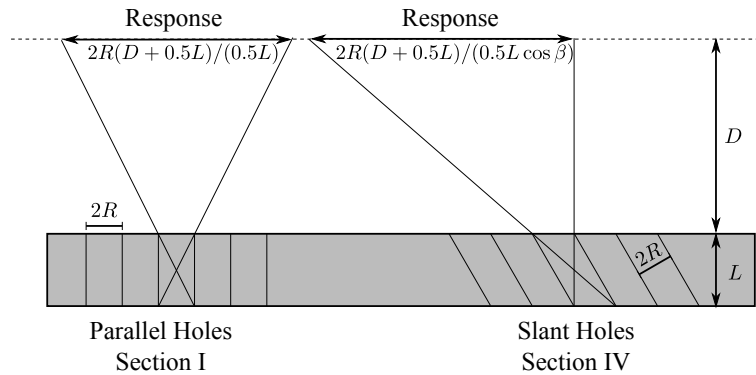 Response Response
2R(D + 0.5L)/(0.5L) 2R(D + 0.5L)/(0.5L cos β)
D
2R
2R
L
Parallel Holes Slant Holes
Section I Section IV